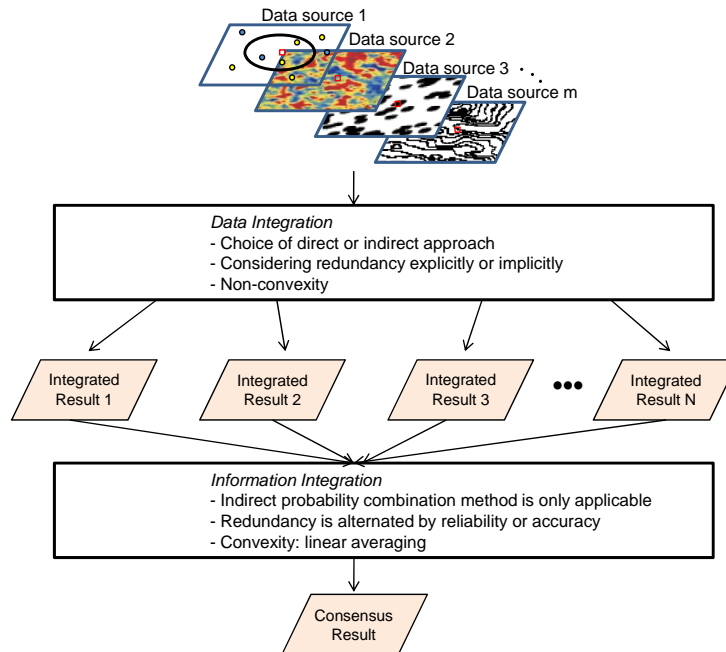 Data source 1
Data source 2
Data source 3
Data source m
Data Integration
- Choice of direct or indirect approach
- Considering redundancy explicitly or implicitly
- Non-convexity
Integrated
Result 1
Integrated
Result 2
Integrated
Result 3
Integrated
Result N
Information Integration
- Indirect probability combination method is only applicable
- Redundancy is alternated by reliability or accuracy
- Convexity: linear averaging
Consensus
Result